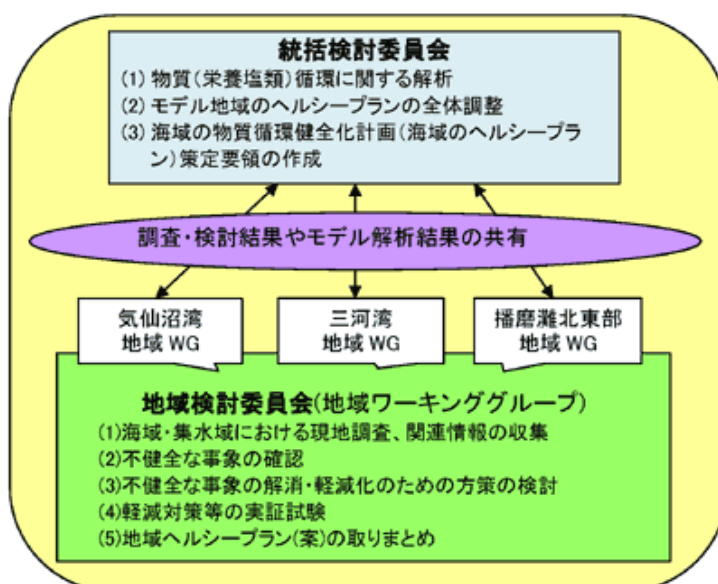 統括検討委員会
(1) 物質(栄養塩類)循環に関する解析
(2) モデル地域のヘルシープランの全体調整
(3) 海域の物質循環健全化計画(海域のヘルシープラ
ン)策定要領の作成
調査・検討結果やモデル解析結果の共有
気仙沼湾
地域 WG
三河湾
地域 WG
播磨灘北東部
地域 WG
地域検討委員会(地域ワーキンググループ)
(1)海域・集水域における現地調査、関連情報の収集
(2)不健全な事象の確認
(3)不健全な事象の解消・軽減化のための方策の検討
(4)軽減対策等の実証試験
(5)地域ヘルシープラン(案)の取りまとめ